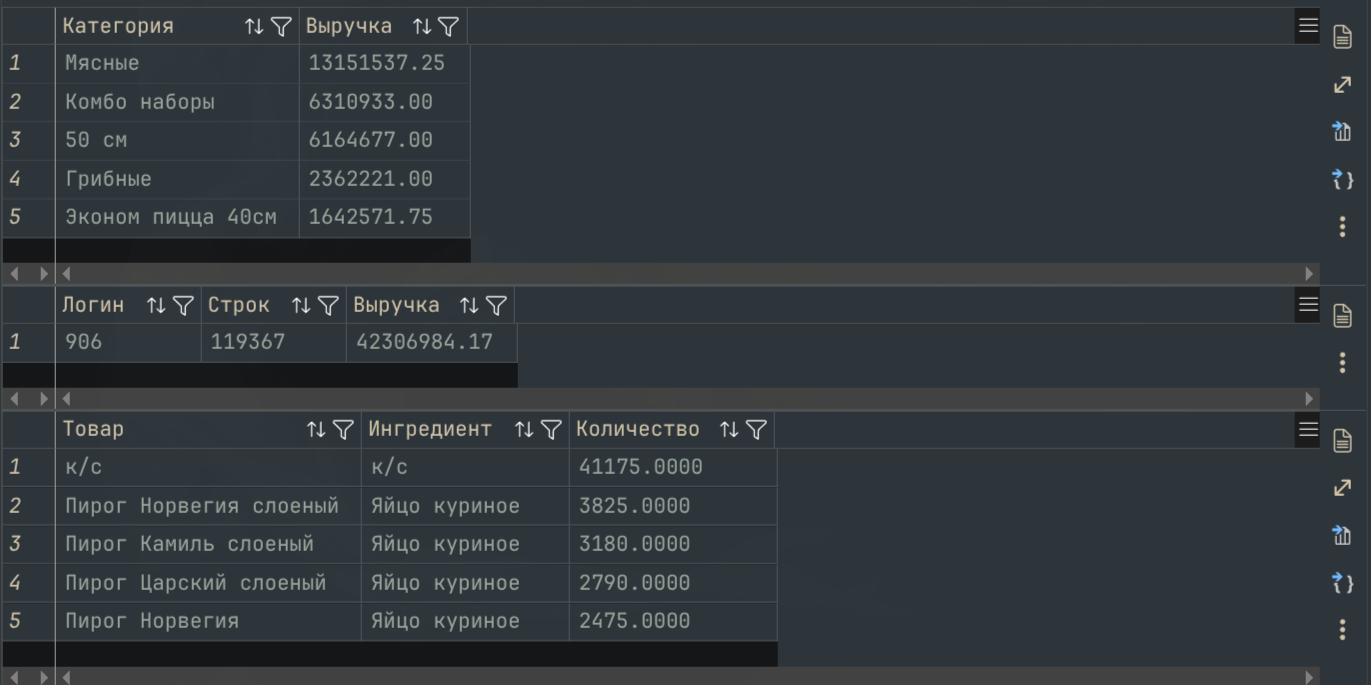 Категория Выручка
1 Мясные 13151537.25
2 Комбо наборы 6310933.00
3 50 см 6164677.00
4 Грибные 2362221.00
5 Эконом пицца 40см 1642571.75
Логин Строк Выручка
1 906 119367 42306984.17
Товар Ингредиент Количество
1 к/с к/с 41175.0000
2 Пирог Норвегия слоеный Яйцо куриное 3825.0000
3 Пирог Камиль слоеный Яйцо куриное 3180.0000
4 Пирог Царский слоеный Яйцо куриное 2790.0000
5 Пирог Норвегия Яйцо куриное 2475.0000